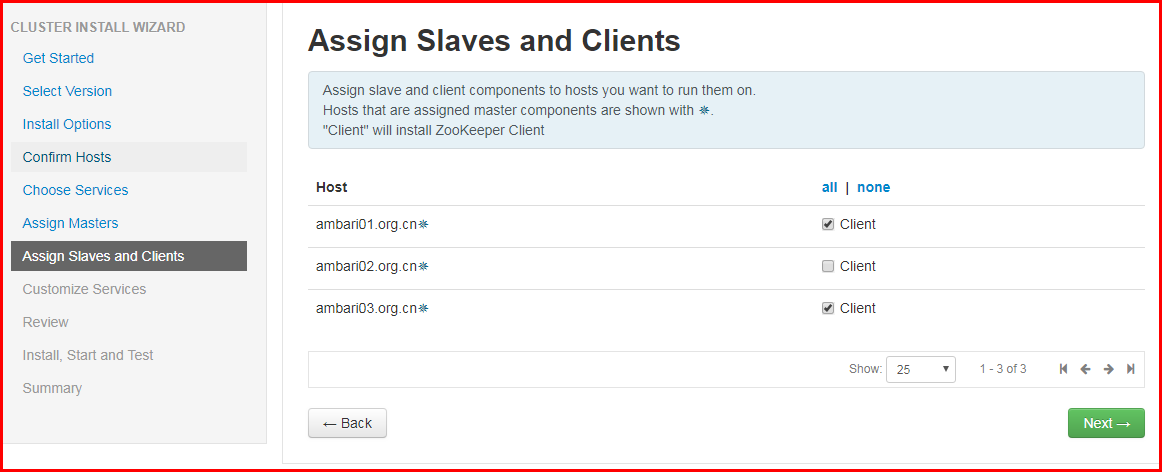 CLUSTER INSTALL WIZARD
Get Started
Select Version
Install Options
Confirm Hosts
Choose Services
Assign Masters
Assign Slaves and Clients
Customize Services
Review
Install, Start and Test
Summary
Assign Slaves and Clients
Assign slave and client components to hosts you want to run them on.
Hosts that are assigned master components are shown with ✵.
"Client" will install ZooKeeper Client
Host all | none
ambari01.org.cn✵ Client
ambari02.org.cn✵ Client
ambari03.org.cn✵ Client
Show: 25 1 - 3 of 3
← Back Next →